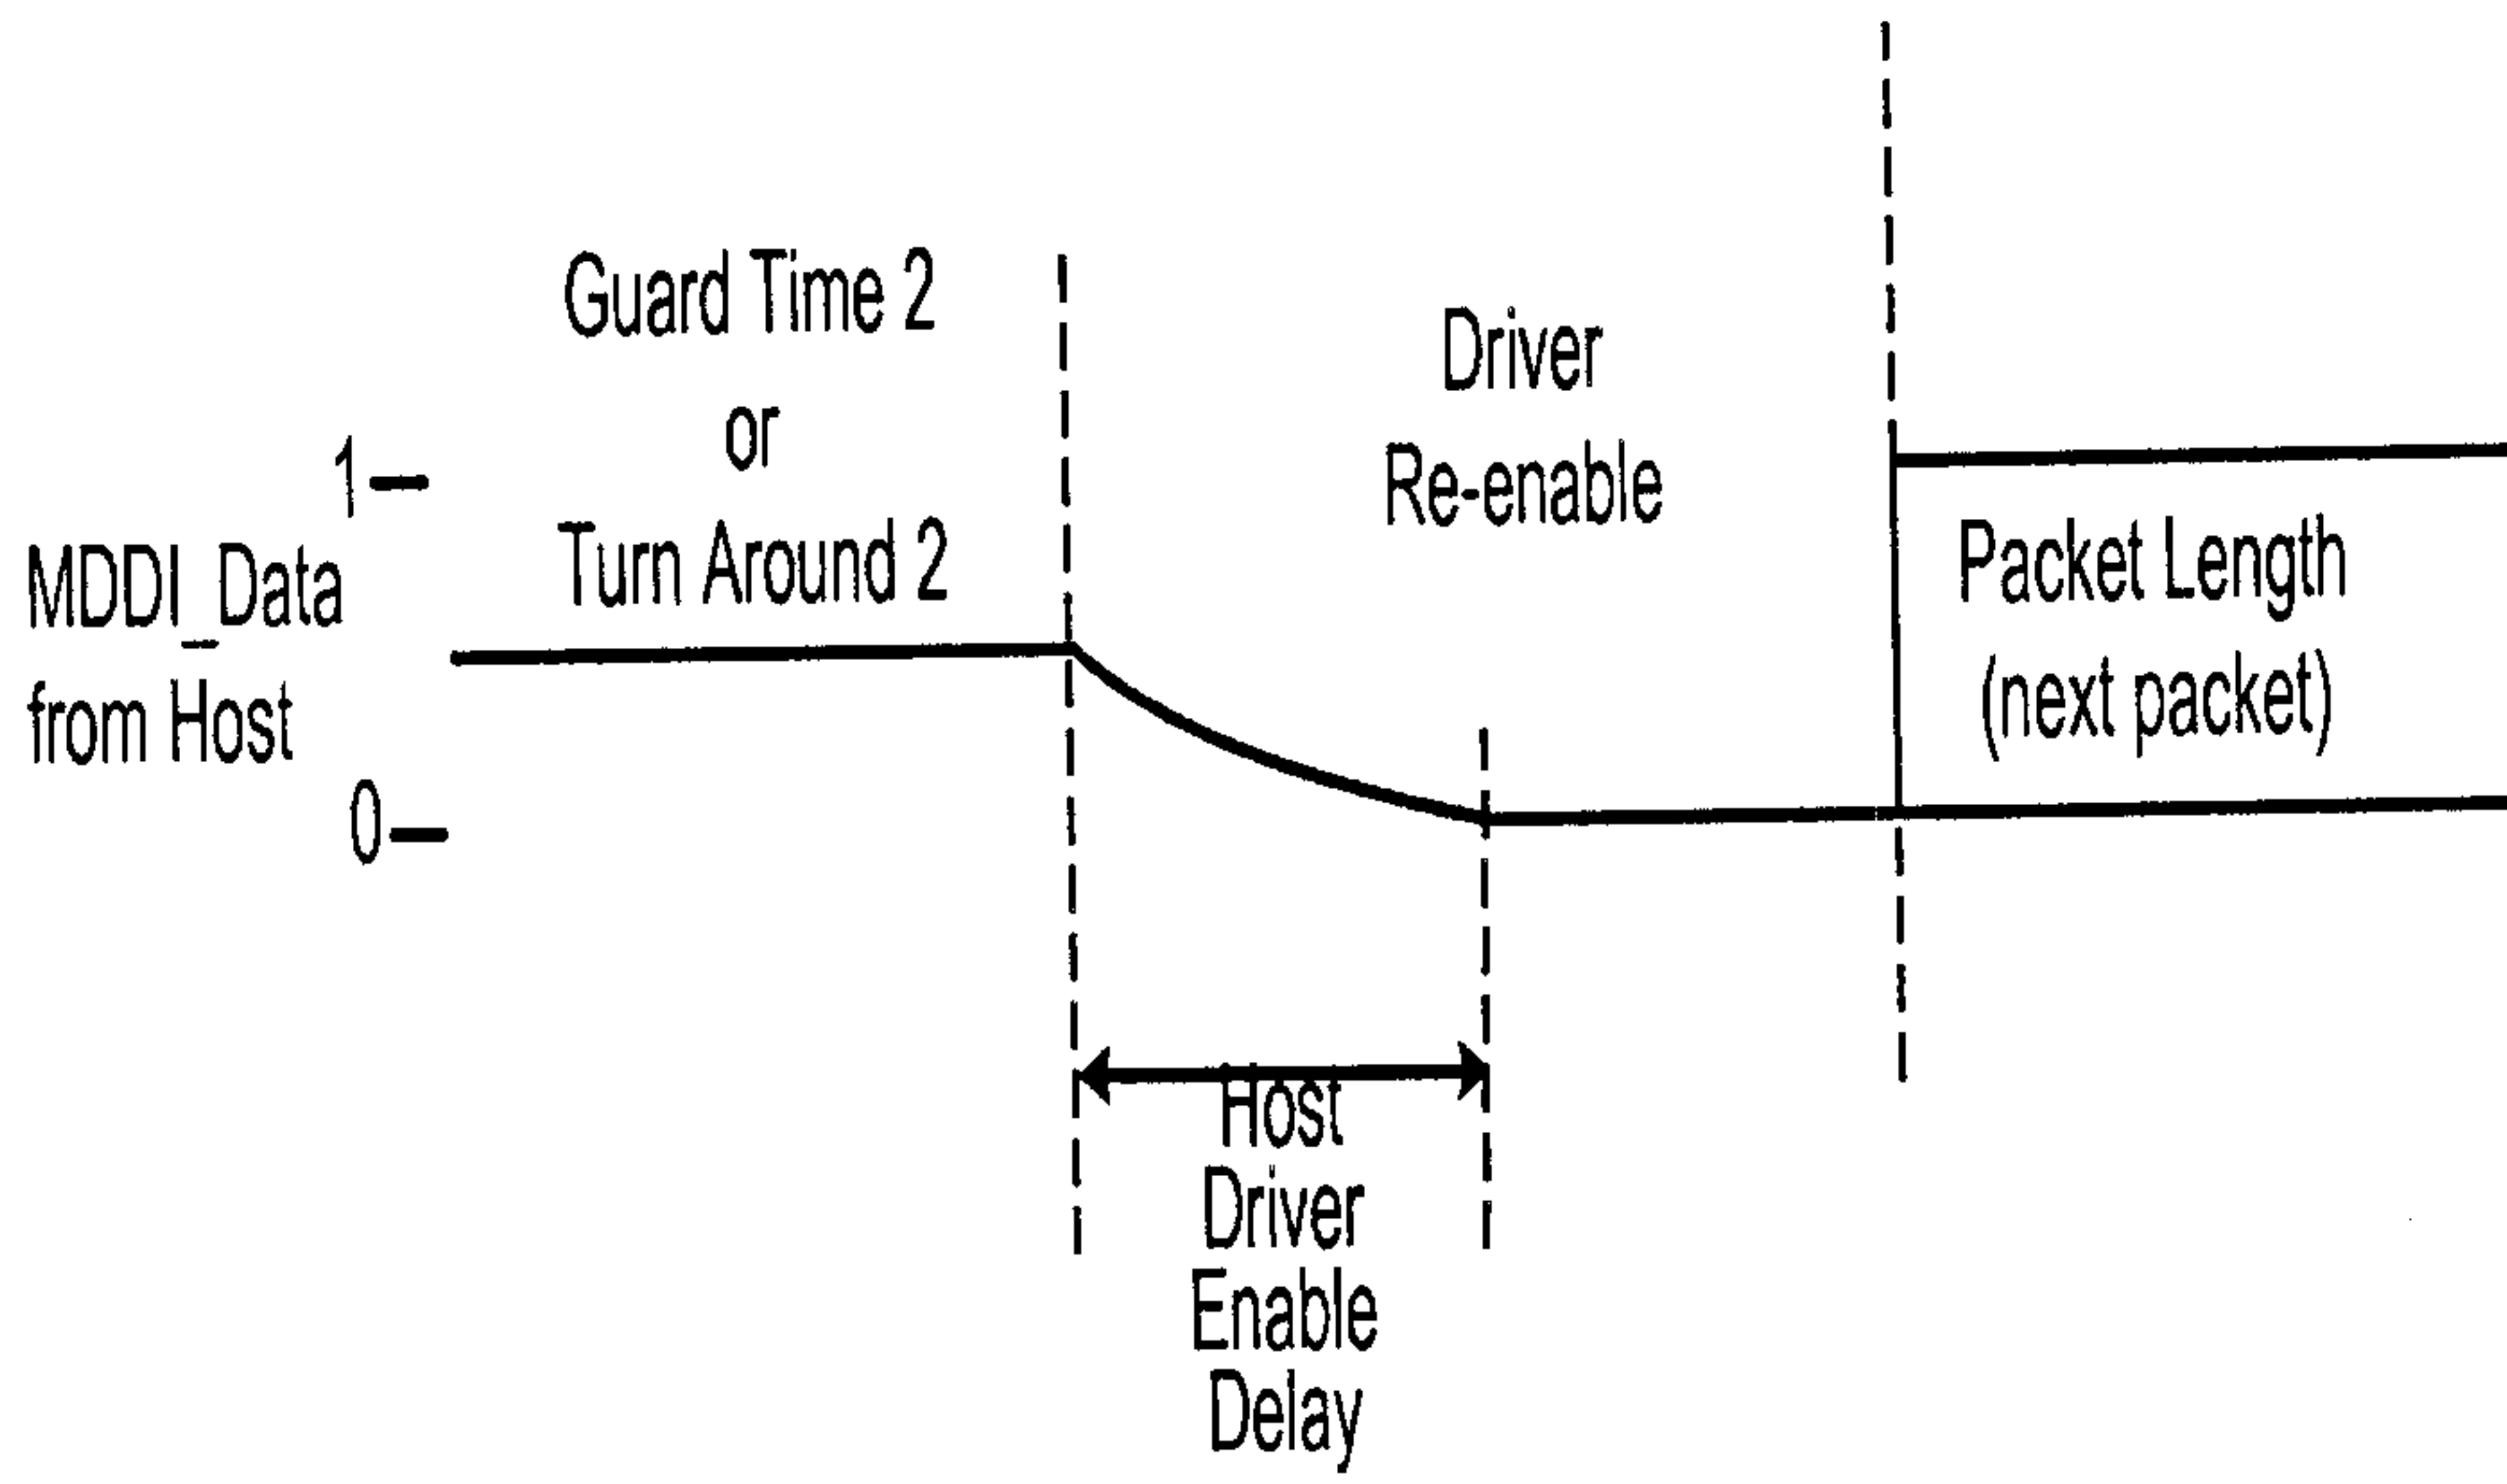 Guard Time 2
or
Turn Around 2
Driver
Re-enable
1
MDDI_Data
from Host
0
Packet Length
(next packet)
Host
Driver
Enable
Delay